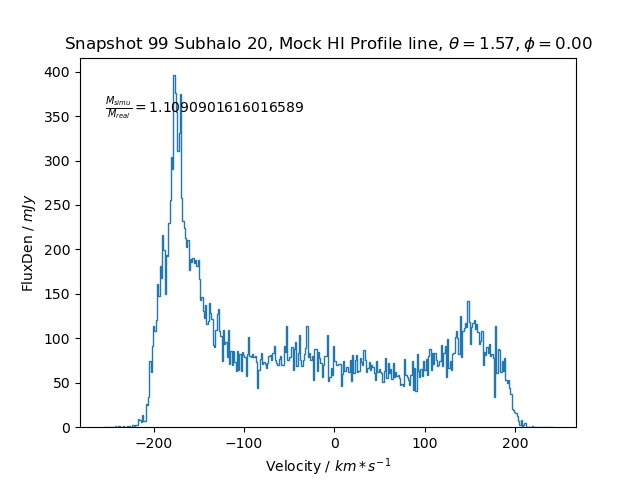 Snapshot 99 Subhalo 20, Mock HI Profile line, θ = 1.57, ϕ = 0.00
400
350
300
250
200
150
100
50
0
FluxDen / mJy
M_simu/M_real = 1.1090901616016589
−200 −100 0 100 200
Velocity / km * s^−1